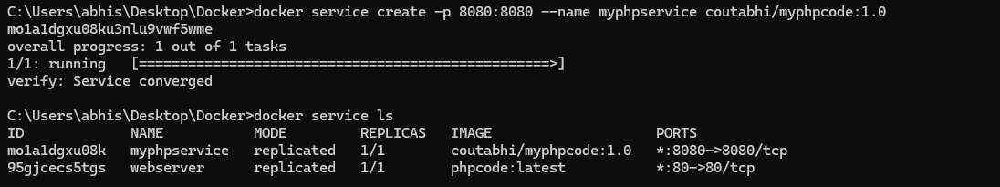 C:\Users\abhis\Desktop\Docker>docker service create -p 8080:8080 --name myphpservice coutabhi/myphpcode:1.0
mo1a1dgxu08ku3nlu9vwf5wme
overall progress: 1 out of 1 tasks
1/1: running   [==================================================>]
verify: Service converged
C:\Users\abhis\Desktop\Docker>docker service ls
ID             NAME           MODE         REPLICAS   IMAGE                    PORTS
mo1a1dgxu08k   myphpservice   replicated   1/1        coutabhi/myphpcode:1.0   *:8080->8080/tcp
95gjcecs5tgs   webserver      replicated   1/1        phpcode:latest           *:80->80/tcp